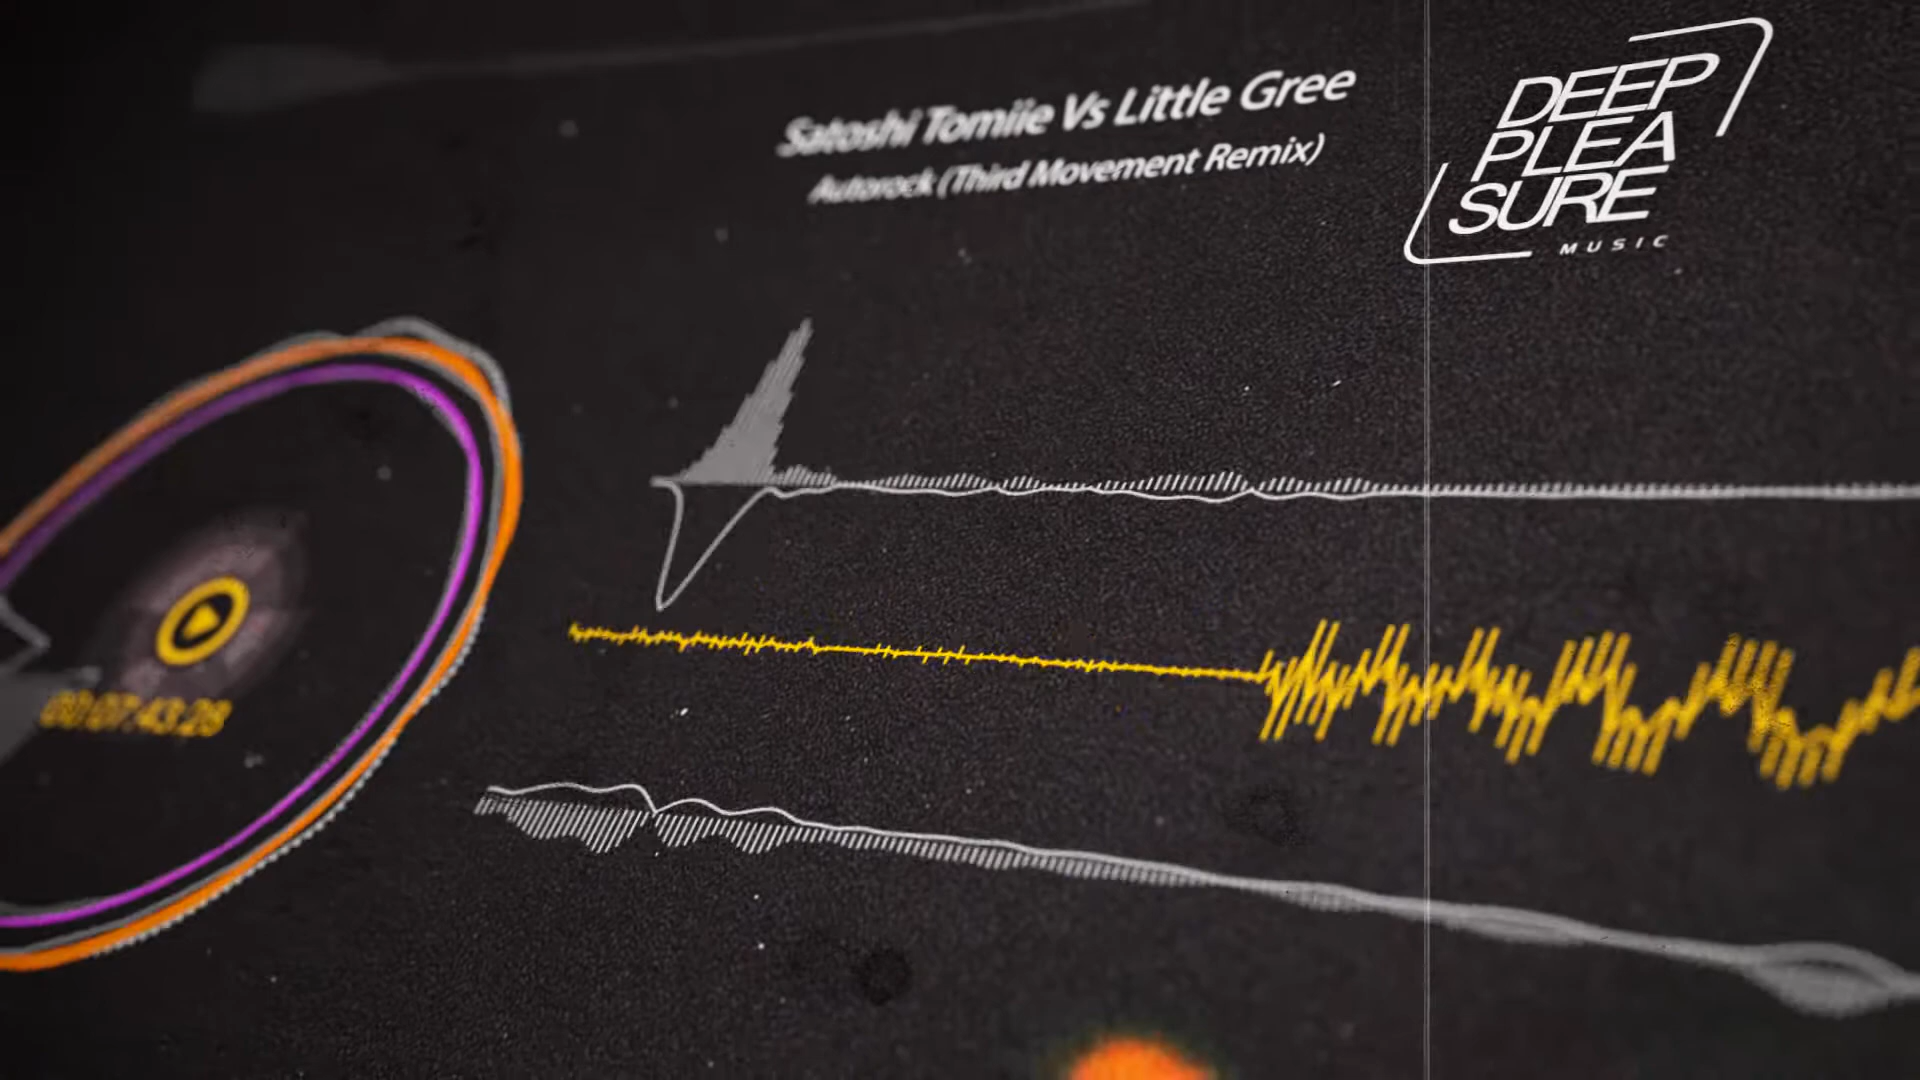 Satoshi Tomiie Vs Little Gree
Autorock (Third Movement Remix)
DEEP
PLEA
SURE
MUSIC
00:07:43:28